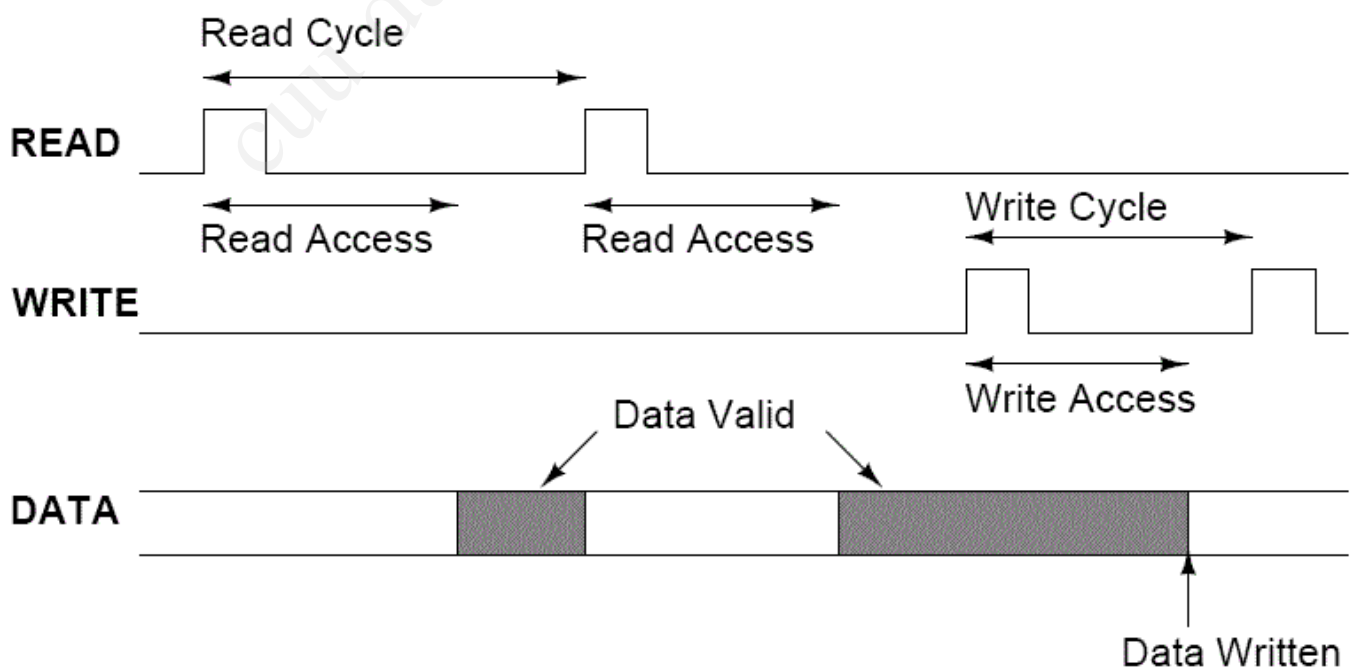 Read Cycle
READ
Read Access Read Access
Write Cycle
WRITE
Write Access
Data Valid
DATA
Data Written